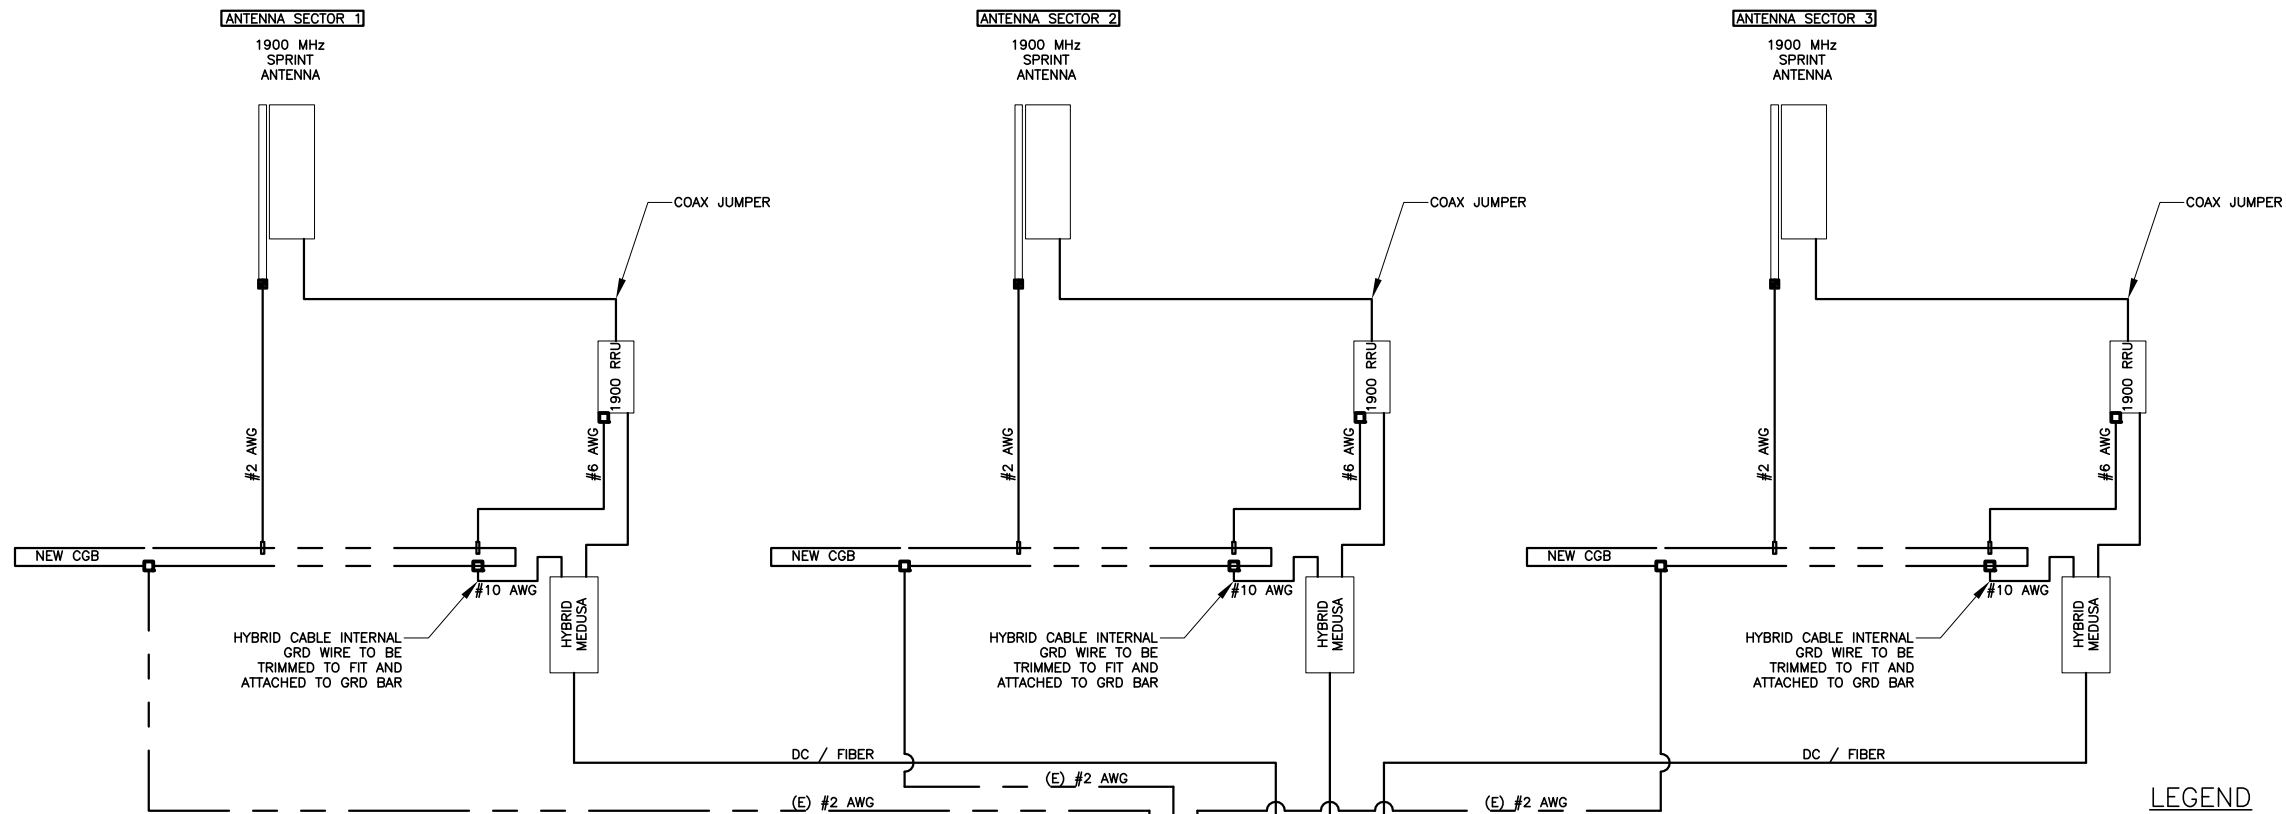 ANTENNA SECTOR 1
1900 MHz
SPRINT
ANTENNA
COAX JUMPER
1900 RRU
#2 AWG
#6 AWG
NEW CGB
#10 AWG
HYBRID
MEDUSA
HYBRID CABLE INTERNAL
GRD WIRE TO BE
TRIMMED TO FIT AND
ATTACHED TO GRD BAR
DC / FIBER
(E) #2 AWG
ANTENNA SECTOR 2
1900 MHz
SPRINT
ANTENNA
COAX JUMPER
1900 RRU
#2 AWG
#6 AWG
NEW CGB
#10 AWG
HYBRID
MEDUSA
HYBRID CABLE INTERNAL
GRD WIRE TO BE
TRIMMED TO FIT AND
ATTACHED TO GRD BAR
(E) #2 AWG
ANTENNA SECTOR 3
1900 MHz
SPRINT
ANTENNA
COAX JUMPER
1900 RRU
#2 AWG
#6 AWG
NEW CGB
#10 AWG
HYBRID
MEDUSA
HYBRID CABLE INTERNAL
GRD WIRE TO BE
TRIMMED TO FIT AND
ATTACHED TO GRD BAR
DC / FIBER
(E) #2 AWG
LEGEND